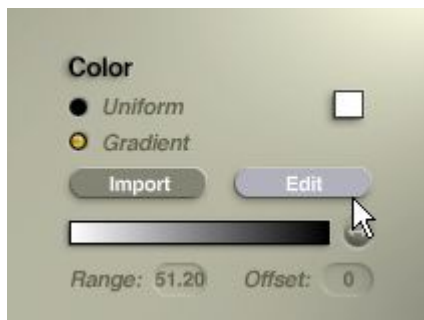 Color
Uniform
Gradient
Import Edit
Range: 51.20 Offset: 0